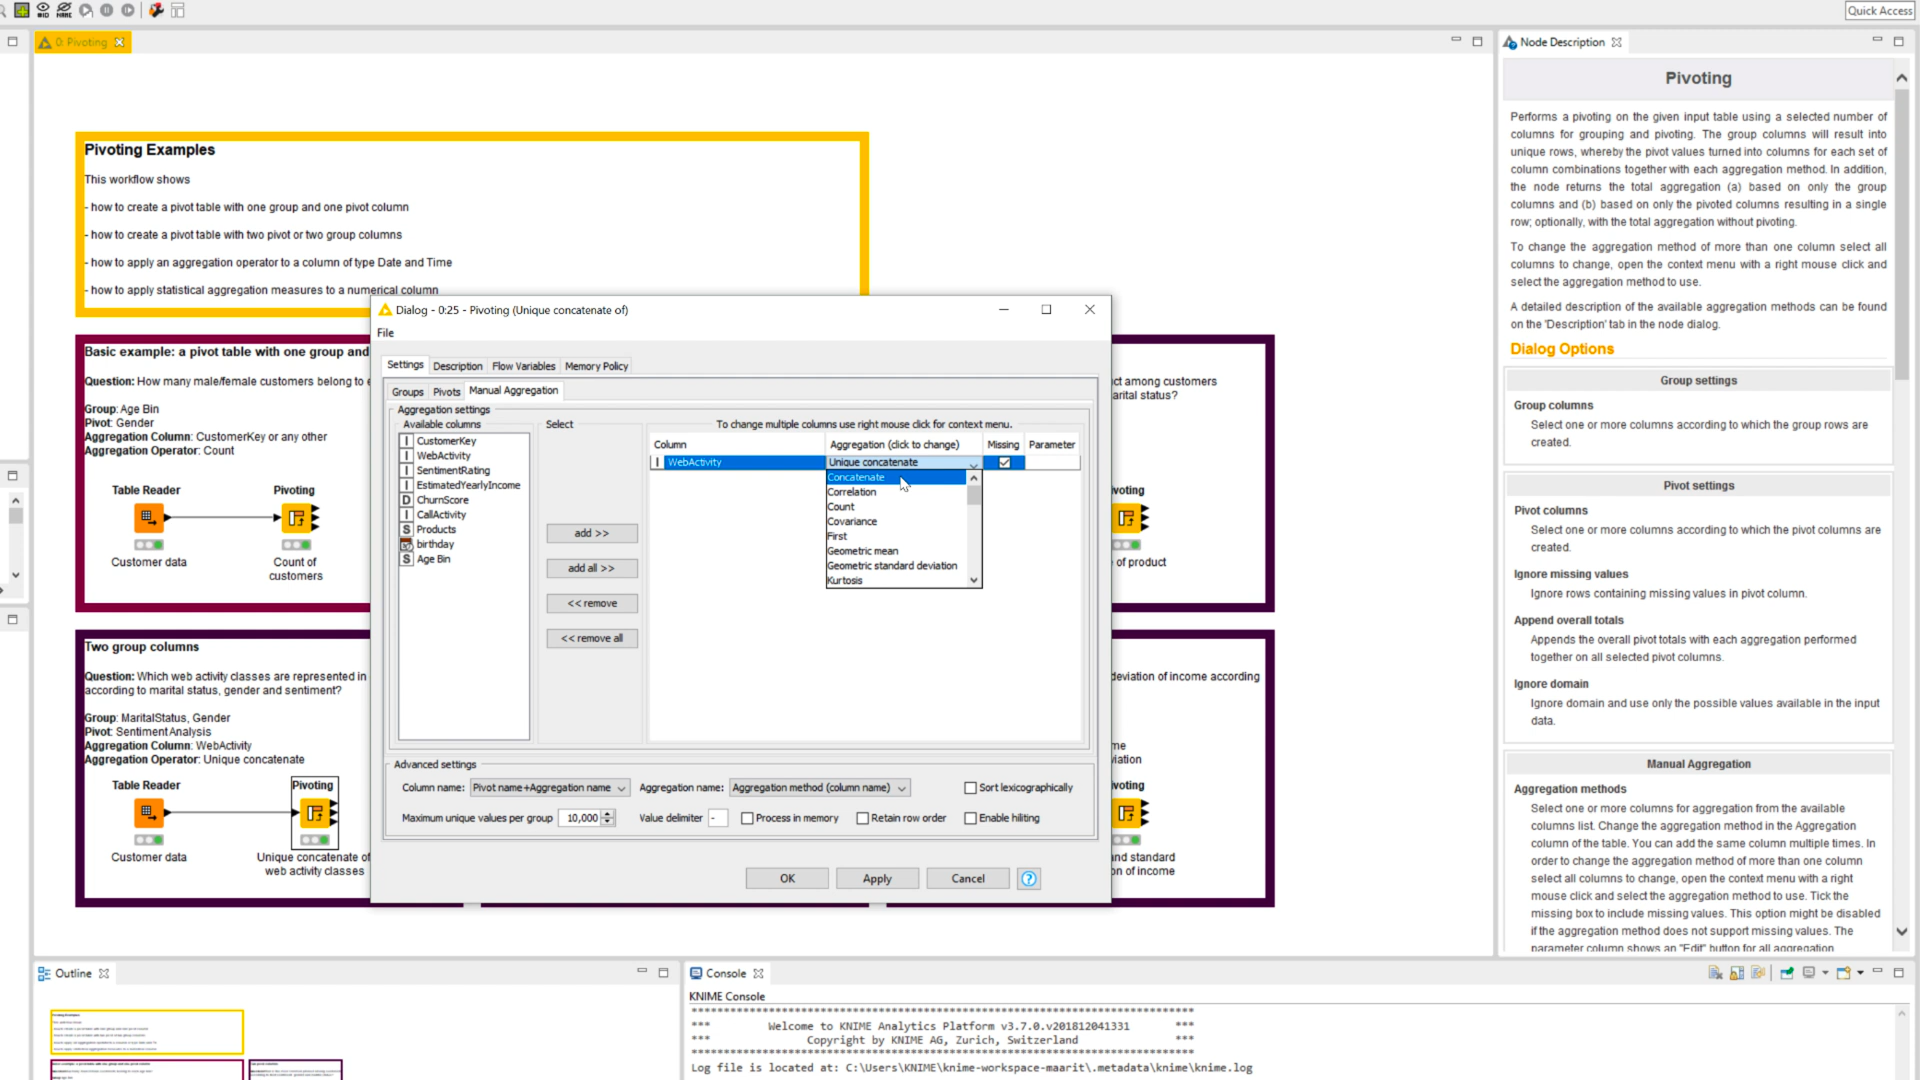 Quick Access
0: Pivoting
Node Description
Pivoting
Performs a pivoting on the given input table using a selected number of
columns for grouping and pivoting. The group columns will result into
unique rows, whereby the pivot values turned into columns for each set of
column combinations together with each aggregation method. In addition,
the node returns the total aggregation (a) based on only the group
columns and (b) based on only the pivoted columns resulting in a single
row; optionally, with the total aggregation without pivoting.
To change the aggregation method of more than one column select all
columns to change, open the context menu with a right mouse click and
select the aggregation method to use.
A detailed description of the available aggregation methods can be found
on the 'Description' tab in the node dialog.
Dialog Options
Group settings
Group columns
Select one or more columns according to which the group rows are
created.
Pivot settings
Pivot columns
Select one or more columns according to which the pivot columns are
created.
Ignore missing values
Ignore rows containing missing values in pivot column.
Append overall totals
Appends the overall pivot totals with each aggregation performed
together on all selected pivot columns.
Ignore domain
Ignore domain and use only the possible values available in the input
data.
Manual Aggregation
Aggregation methods
Select one or more columns for aggregation from the available
columns list. Change the aggregation method in the Aggregation
column of the table. You can add the same column multiple times. In
order to change the aggregation method of more than one column
select all columns to change, open the context menu with a right
mouse click and select the aggregation method to use. Tick the
missing box to include missing values. This option might be disabled
if the aggregation method does not support missing values. The
parameter column shows an "Edit" button for all aggregation
Pivoting Examples
This workflow shows
- how to create a pivot table with one group and one pivot column
- how to create a pivot table with two pivot or two group columns
- how to apply an aggregation operator to a column of type Date and Time
- how to apply statistical aggregation measures to a numerical column
Basic example: a pivot table with one group and
Question: How many male/female customers belong to
Group: Age Bin
Pivot: Gender
Aggregation Column: CustomerKey or any other
Aggregation Operator: Count
Table Reader
Pivoting
Customer data
Count of
customers
Two group columns
Question: Which web activity classes are represented in
according to marital status, gender and sentiment?
Group: MaritalStatus, Gender
Pivot: SentimentAnalysis
Aggregation Column: WebActivity
Aggregation Operator: Unique concatenate
Table Reader
Pivoting
Customer data
Unique concatenate of
web activity classes
ct among customers
arital status?
ivoting
of product
deviation of income according
me
viation
ivoting
nd standard
on of income
Dialog - 0:25 - Pivoting (Unique concatenate of)
File
Settings Description Flow Variables Memory Policy
Groups Pivots Manual Aggregation
Aggregation settings
Available columns
Select
To change multiple columns use right mouse click for context menu.
I CustomerKey
I WebActivity
I SentimentRating
I EstimatedYearlyIncome
D ChurnScore
I CallActivity
S Products
birthday
S Age Bin
add >>
add all >>
<< remove
<< remove all
Column Aggregation (click to change) Missing Parameter
I WebActivity Unique concatenate
Concatenate
Correlation
Count
Covariance
First
Geometric mean
Geometric standard deviation
Kurtosis
Advanced settings
Column name: Pivot name+Aggregation name Aggregation name: Aggregation method (column name) Sort lexicographically
Maximum unique values per group 10,000 Value delimiter - Process in memory Retain row order Enable hiliting
OK Apply Cancel ?
Outline
Console
KNIME Console
*** Welcome to KNIME Analytics Platform v3.7.0.v201812041331 ***
*** Copyright by KNIME AG, Zurich, Switzerland ***
Log file is located at: C:\Users\KNIME\knime-workspace-maarit\.metadata\knime\knime.log